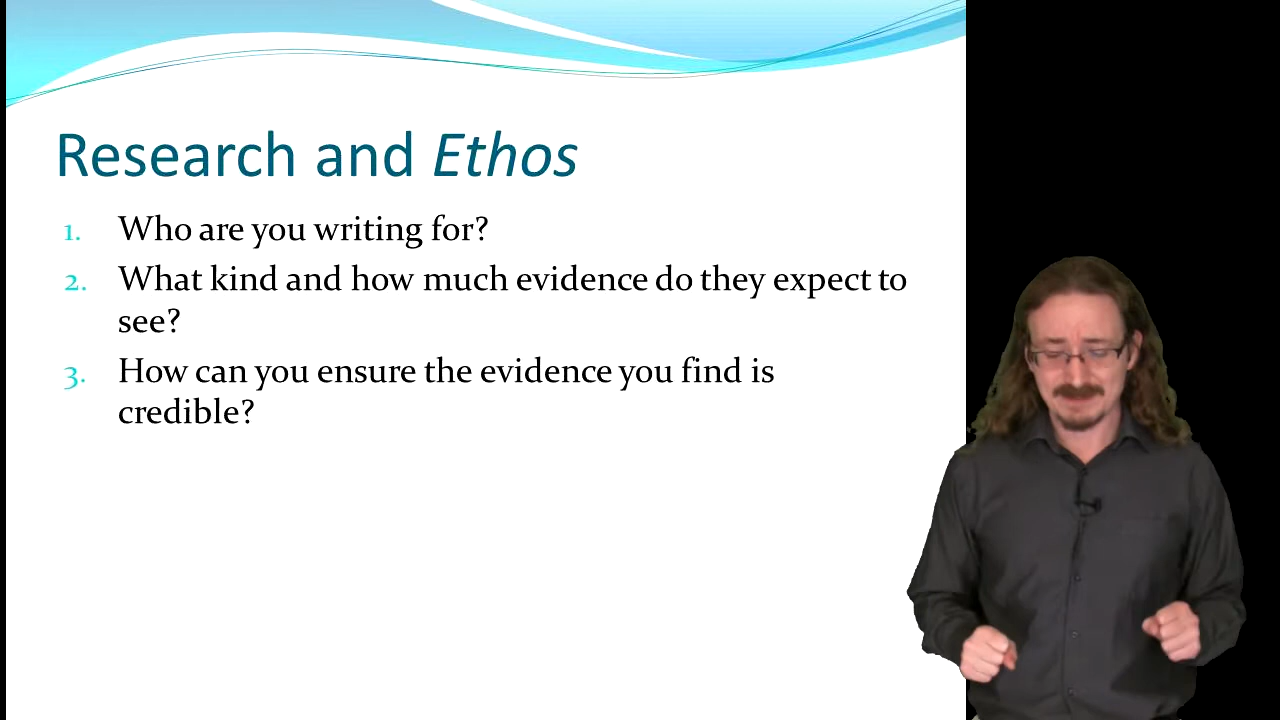 Research and Ethos
1. Who are you writing for?
2. What kind and how much evidence do they expect to
see?
3. How can you ensure the evidence you find is
credible?